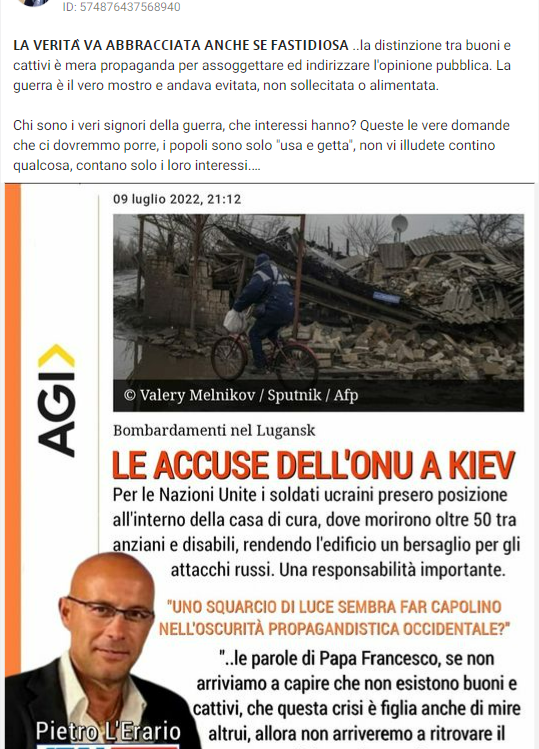 ID: 574876437568940
LA VERITÀ VA ABBRACCIATA ANCHE SE FASTIDIOSA ..la distinzione tra buoni e
cattivi è mera propaganda per assoggettare ed indirizzare l'opinione pubblica. La
guerra è il vero mostro e andava evitata, non sollecitata o alimentata.
Chi sono i veri signori della guerra, che interessi hanno? Queste le vere domande
che ci dovremmo porre, i popoli sono solo "usa e getta", non vi illudete contino
qualcosa, contano solo i loro interessi....
09 luglio 2022, 21:12
© Valery Melnikov / Sputnik / Afp
AGI>
Bombardamenti nel Lugansk
LE ACCUSE DELL'ONU A KIEV
Per le Nazioni Unite i soldati ucraini presero posizione
all'interno della casa di cura, dove morirono oltre 50 tra
anziani e disabili, rendendo l'edificio un bersaglio per gli
attacchi russi. Una responsabilità importante.
"UNO SQUARCIO DI LUCE SEMBRA FAR CAPOLINO
NELL'OSCURITÀ PROPAGANDISTICA OCCIDENTALE?"
"..le parole di Papa Francesco, se non
arriviamo a capire che non esistono buoni e
cattivi, che questa crisi è figlia anche di mire
altrui, allora non arriveremo a ritrovare il
Pietro L'Erario